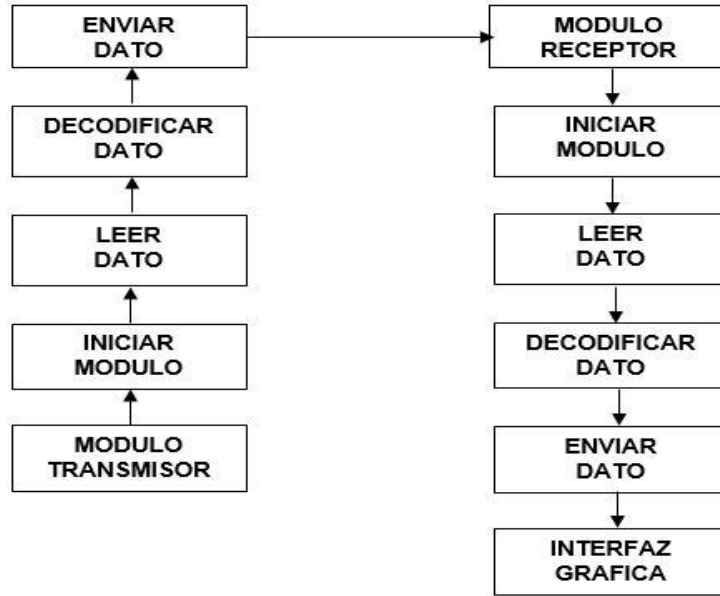 ENVIAR
DATO
DECODIFICAR
DATO
LEER
DATO
INICIAR
MODULO
MODULO
TRANSMISOR
MODULO
RECEPTOR
INICIAR
MODULO
LEER
DATO
DECODIFICAR
DATO
ENVIAR
DATO
INTERFAZ
GRAFICA